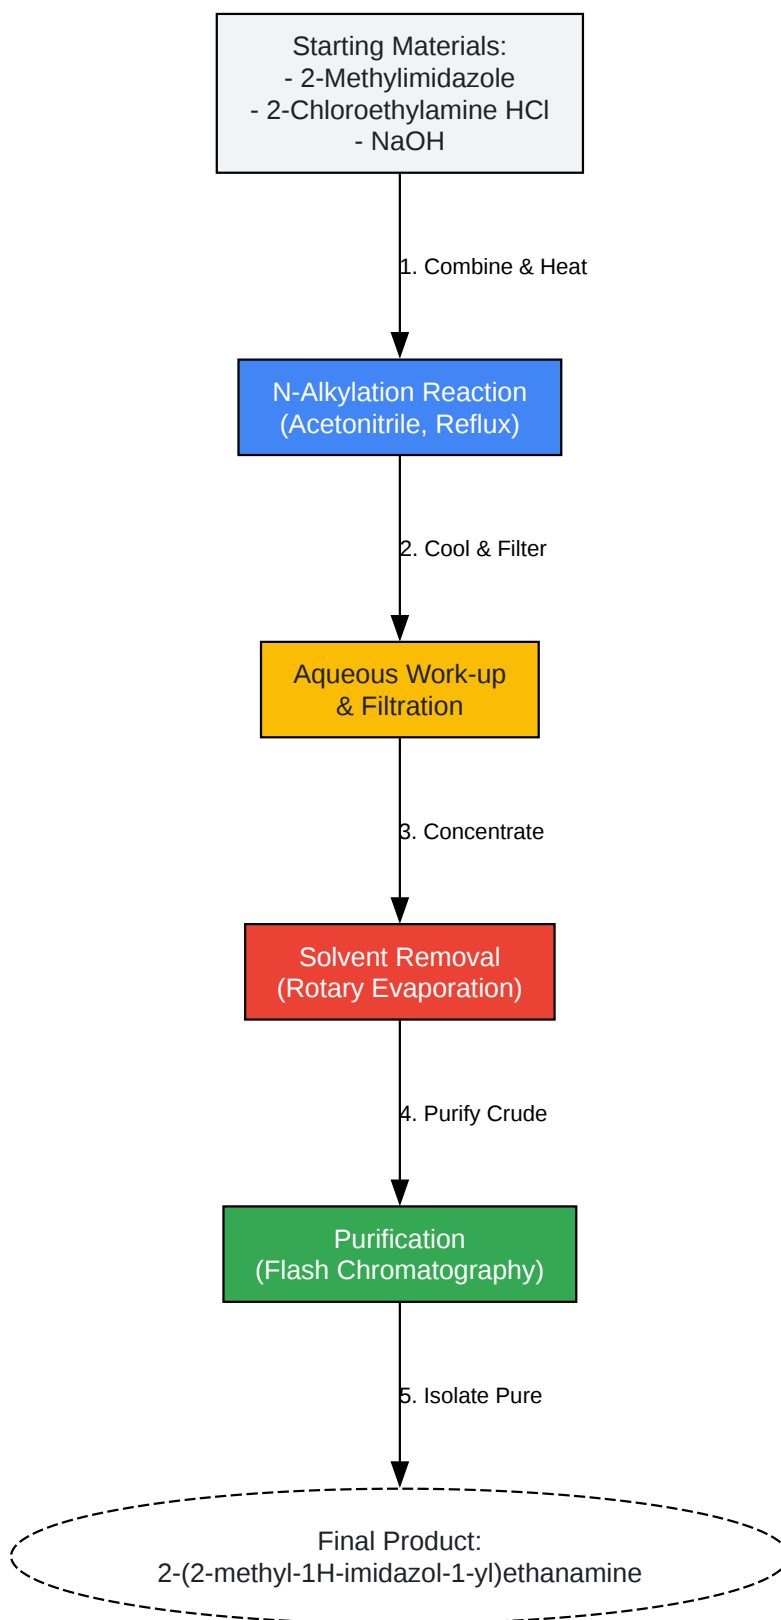 Starting Materials:
- 2-Methylimidazole
- 2-Chloroethylamine HCl
- NaOH
1. Combine & Heat
N-Alkylation Reaction
(Acetonitrile, Reflux)
2. Cool & Filter
Aqueous Work-up
& Filtration
3. Concentrate
Solvent Removal
(Rotary Evaporation)
4. Purify Crude
Purification
(Flash Chromatography)
5. Isolate Pure
Final Product:
2-(2-methyl-1H-imidazol-1-yl)ethanamine